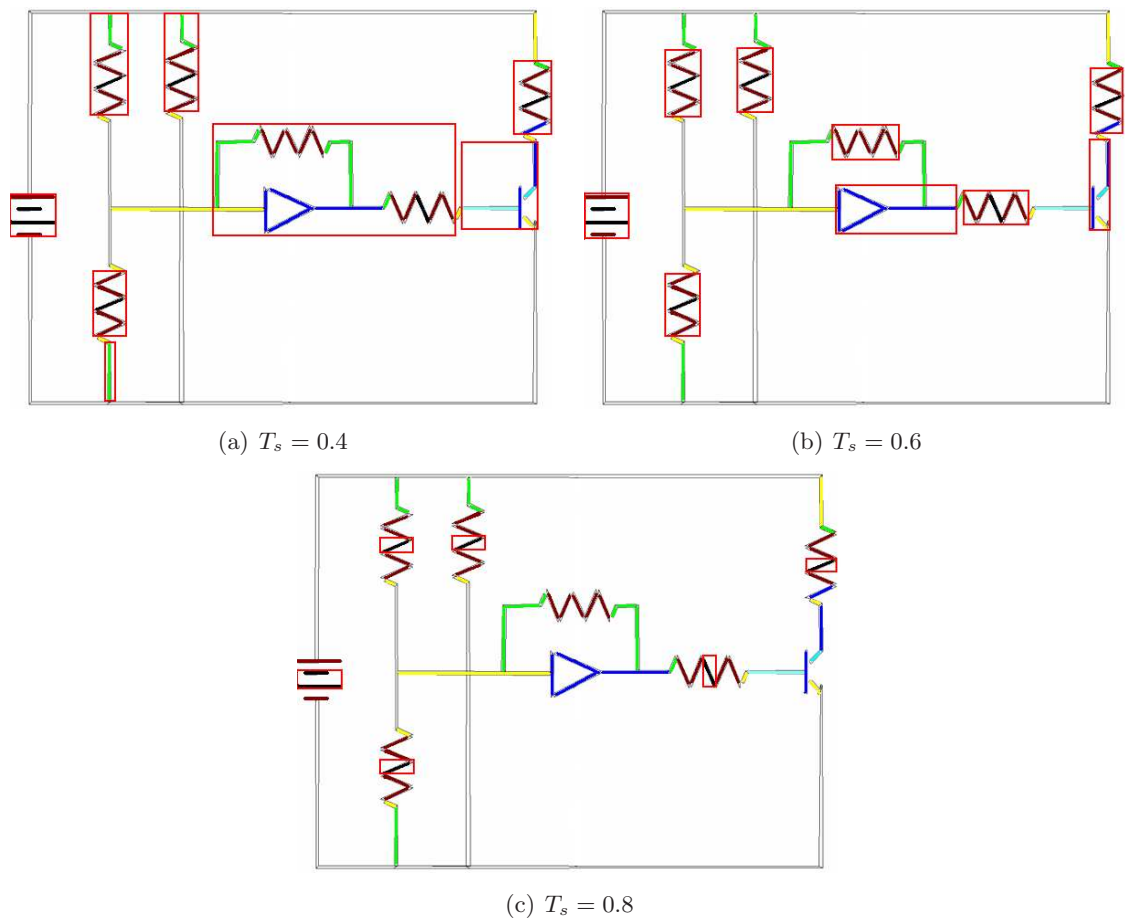 (a) $T_s = 0.4$
(b) $T_s = 0.6$
(c) $T_s = 0.8$